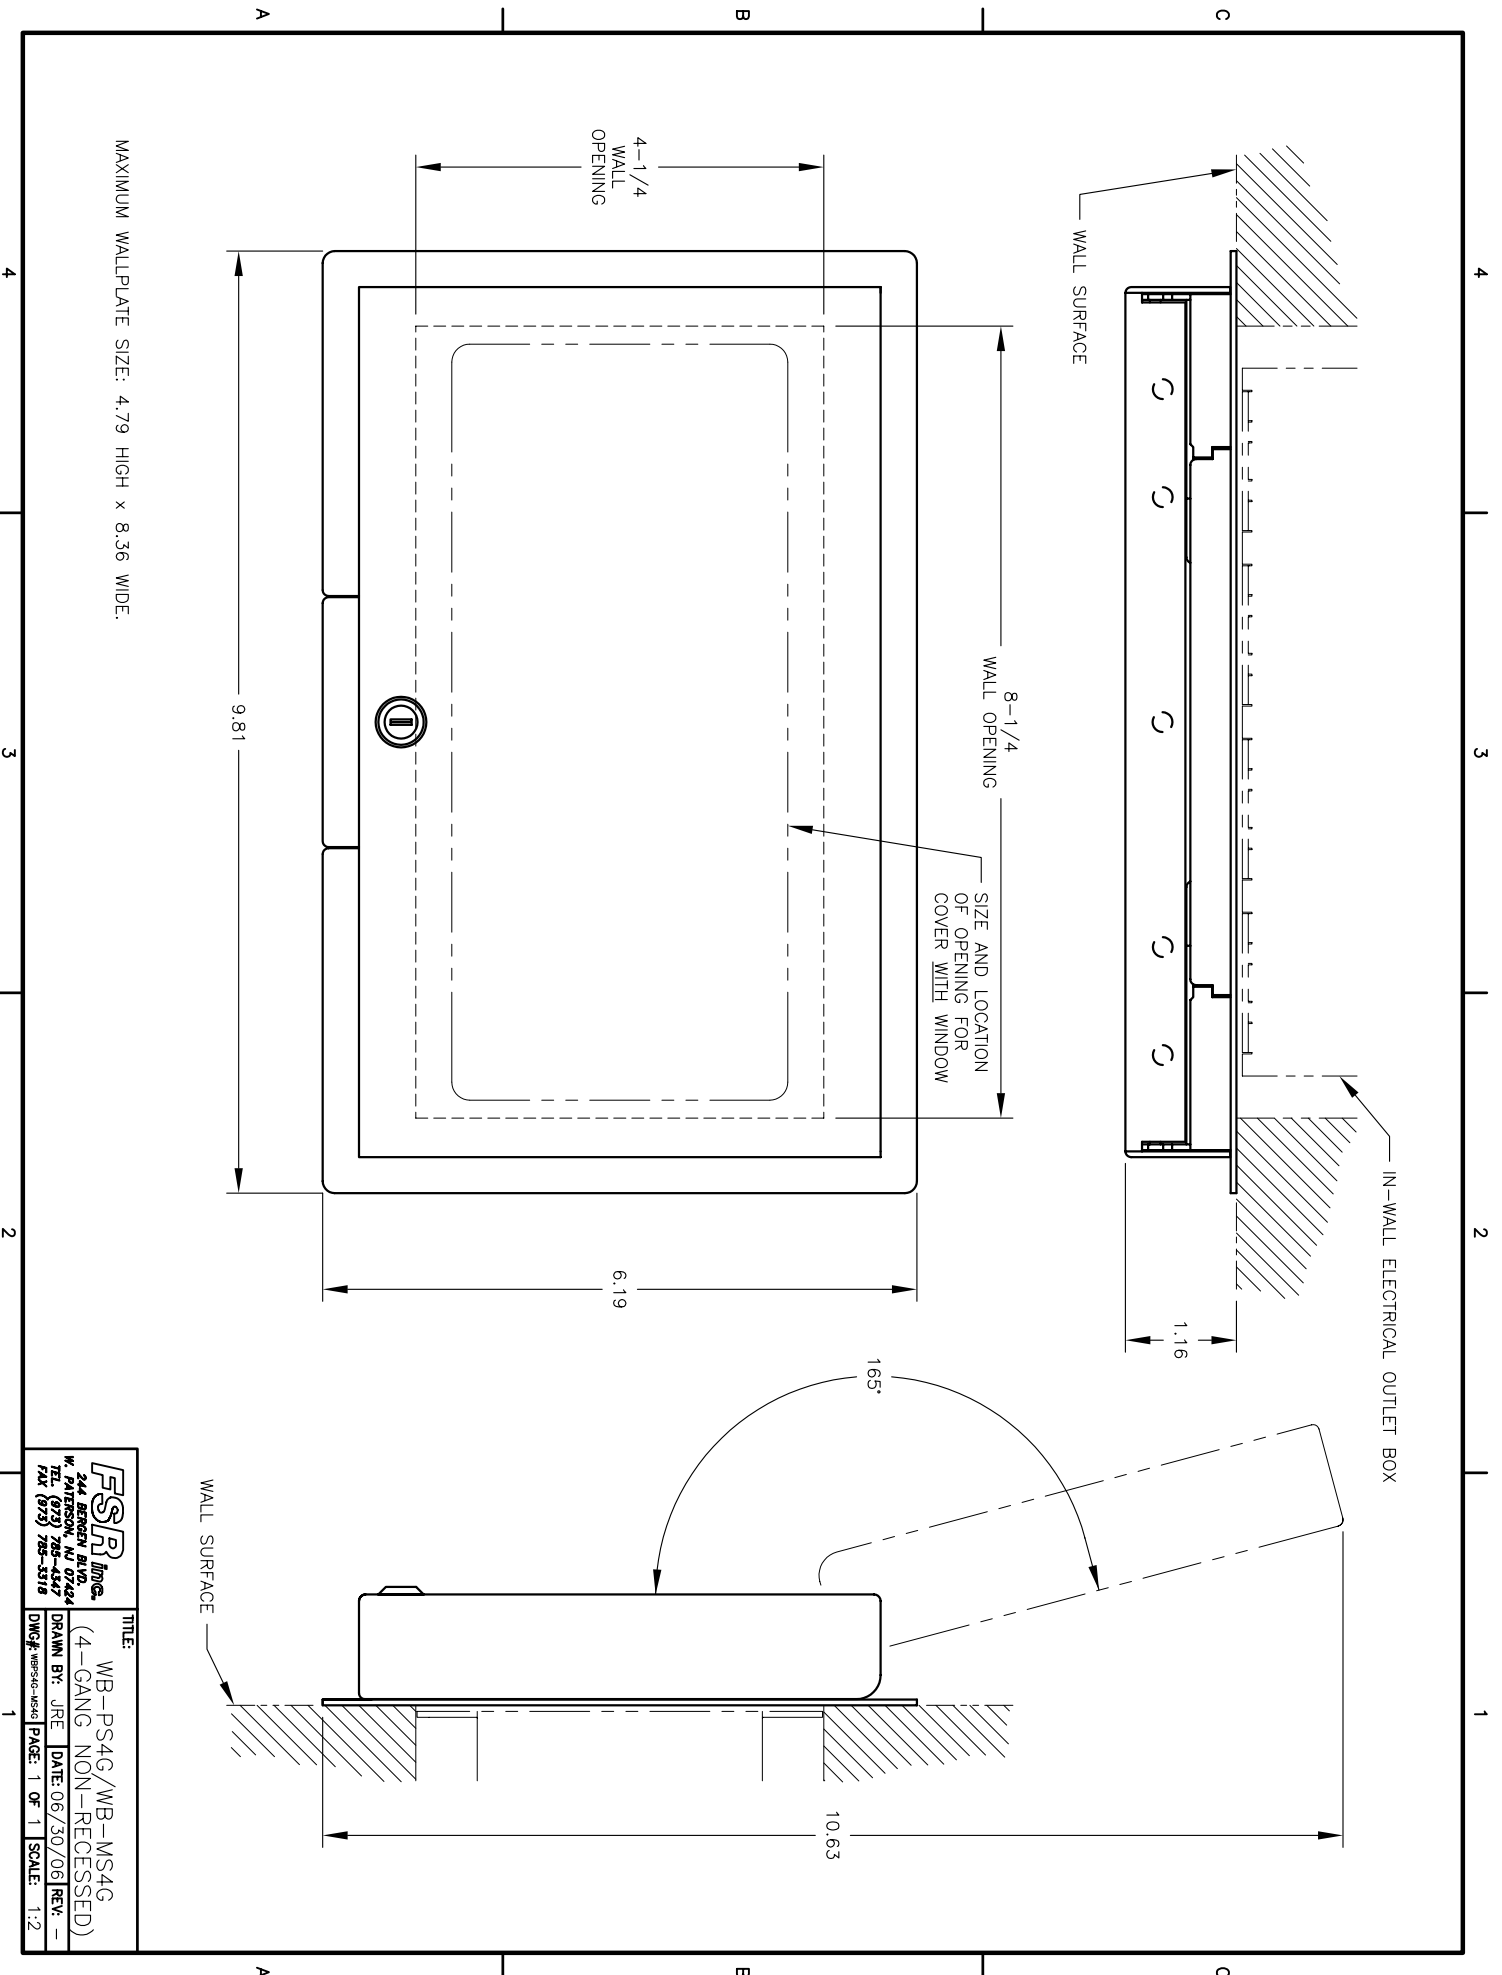 4
3
2
1
C
B
A
IN-WALL ELECTRICAL OUTLET BOX
WALL SURFACE
1.16
8-1/4
WALL OPENING
SIZE AND LOCATION
OF OPENING FOR
COVER WITH WINDOW
4-1/4
WALL
OPENING
6.19
9.81
165°
10.63
WALL SURFACE
MAXIMUM WALLPLATE SIZE: 4.79 HIGH x 8.36 WIDE.
FSR inc.
244 BERGEN BLVD.
W. PATERSON, NJ 07424
TEL. (973) 785-4347
FAX (973) 785-3318
TITLE:
WB-PS4G/WB-MS4G
(4-GANG NON-RECESSED)
DRAWN BY: JRE DATE: 06/30/06 REV: -
DWG#: WBPS4G-MS4G PAGE: 1 OF 1 SCALE: 1:2
C
B
A
4
3
2
1